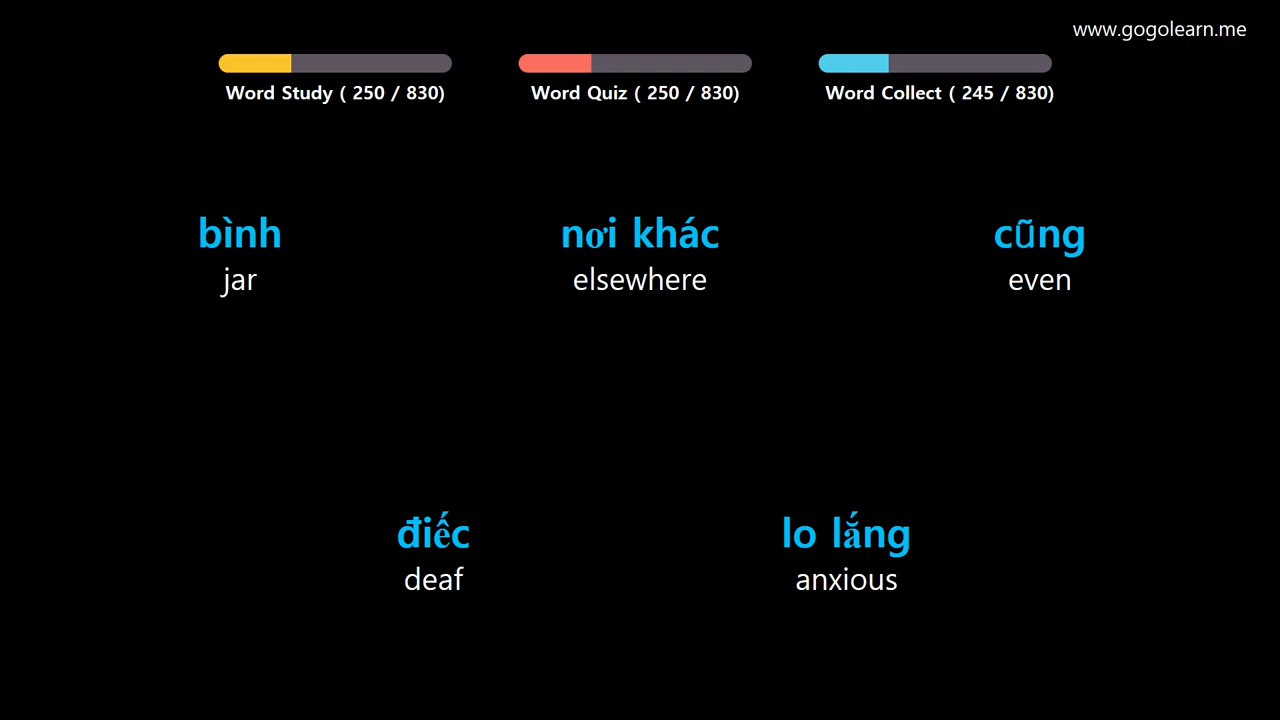 www.gogolearn.me
Word Study ( 250 / 830)
Word Quiz ( 250 / 830)
Word Collect ( 245 / 830)
bình
jar
nơi khác
elsewhere
cũng
even
điếc
deaf
lo lắng
anxious